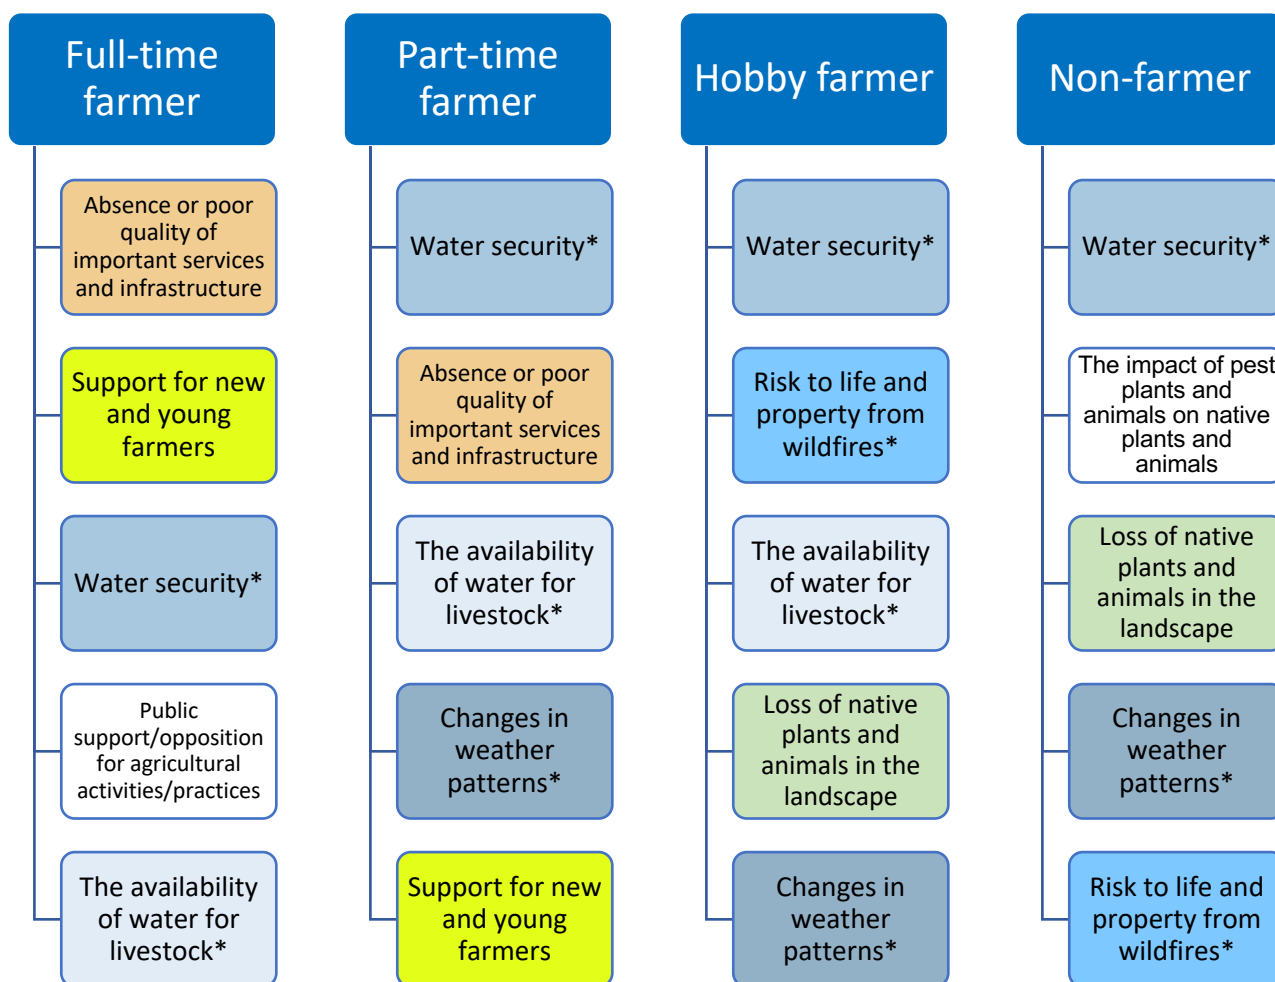 Full-time
farmer
Absence or poor
quality of
important services
and infrastructure
Support for new
and young
farmers
Water security*
Public
support/opposition
for agricultural
activities/practices
The availability
of water for
livestock*
Part-time
farmer
Water security*
Absence or poor
quality of
important services
and infrastructure
The availability
of water for
livestock*
Changes in
weather
patterns*
Support for new
and young
farmers
Hobby farmer
Water security*
Risk to life and
property from
wildfires*
The availability
of water for
livestock*
Loss of native
plants and
animals in the
landscape
Changes in
weather
patterns*
Non-farmer
Water security*
The impact of pest
plants and
animals on native
plants and
animals
Loss of native
plants and
animals in the
landscape
Changes in
weather
patterns*
Risk to life and
property from
wildfires*